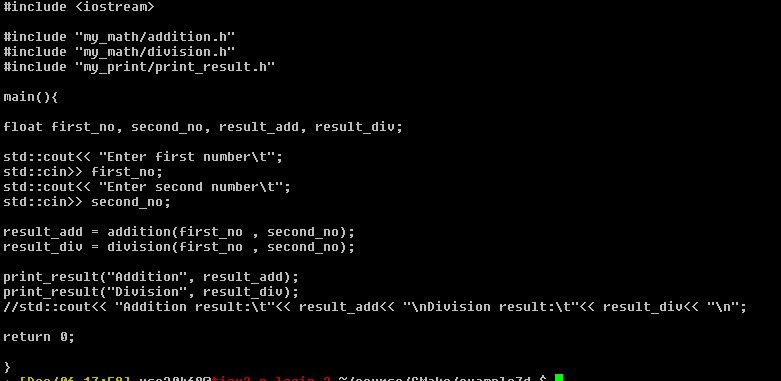 #include <iostream>
#include "my_math/addition.h"
#include "my_math/division.h"
#include "my_print/print_result.h"
main(){
float first_no, second_no, result_add, result_div;
std::cout<< "Enter first number\t";
std::cin>> first_no;
std::cout<< "Enter second number\t";
std::cin>> second_no;
result_add = addition(first_no , second_no);
result_div = division(first_no , second_no);
print_result("Addition", result_add);
print_result("Division", result_div);
//std::cout<< "Addition result:\t"<< result_add<< "\nDivision result:\t"<< result_div<< "\n";
return 0;
}